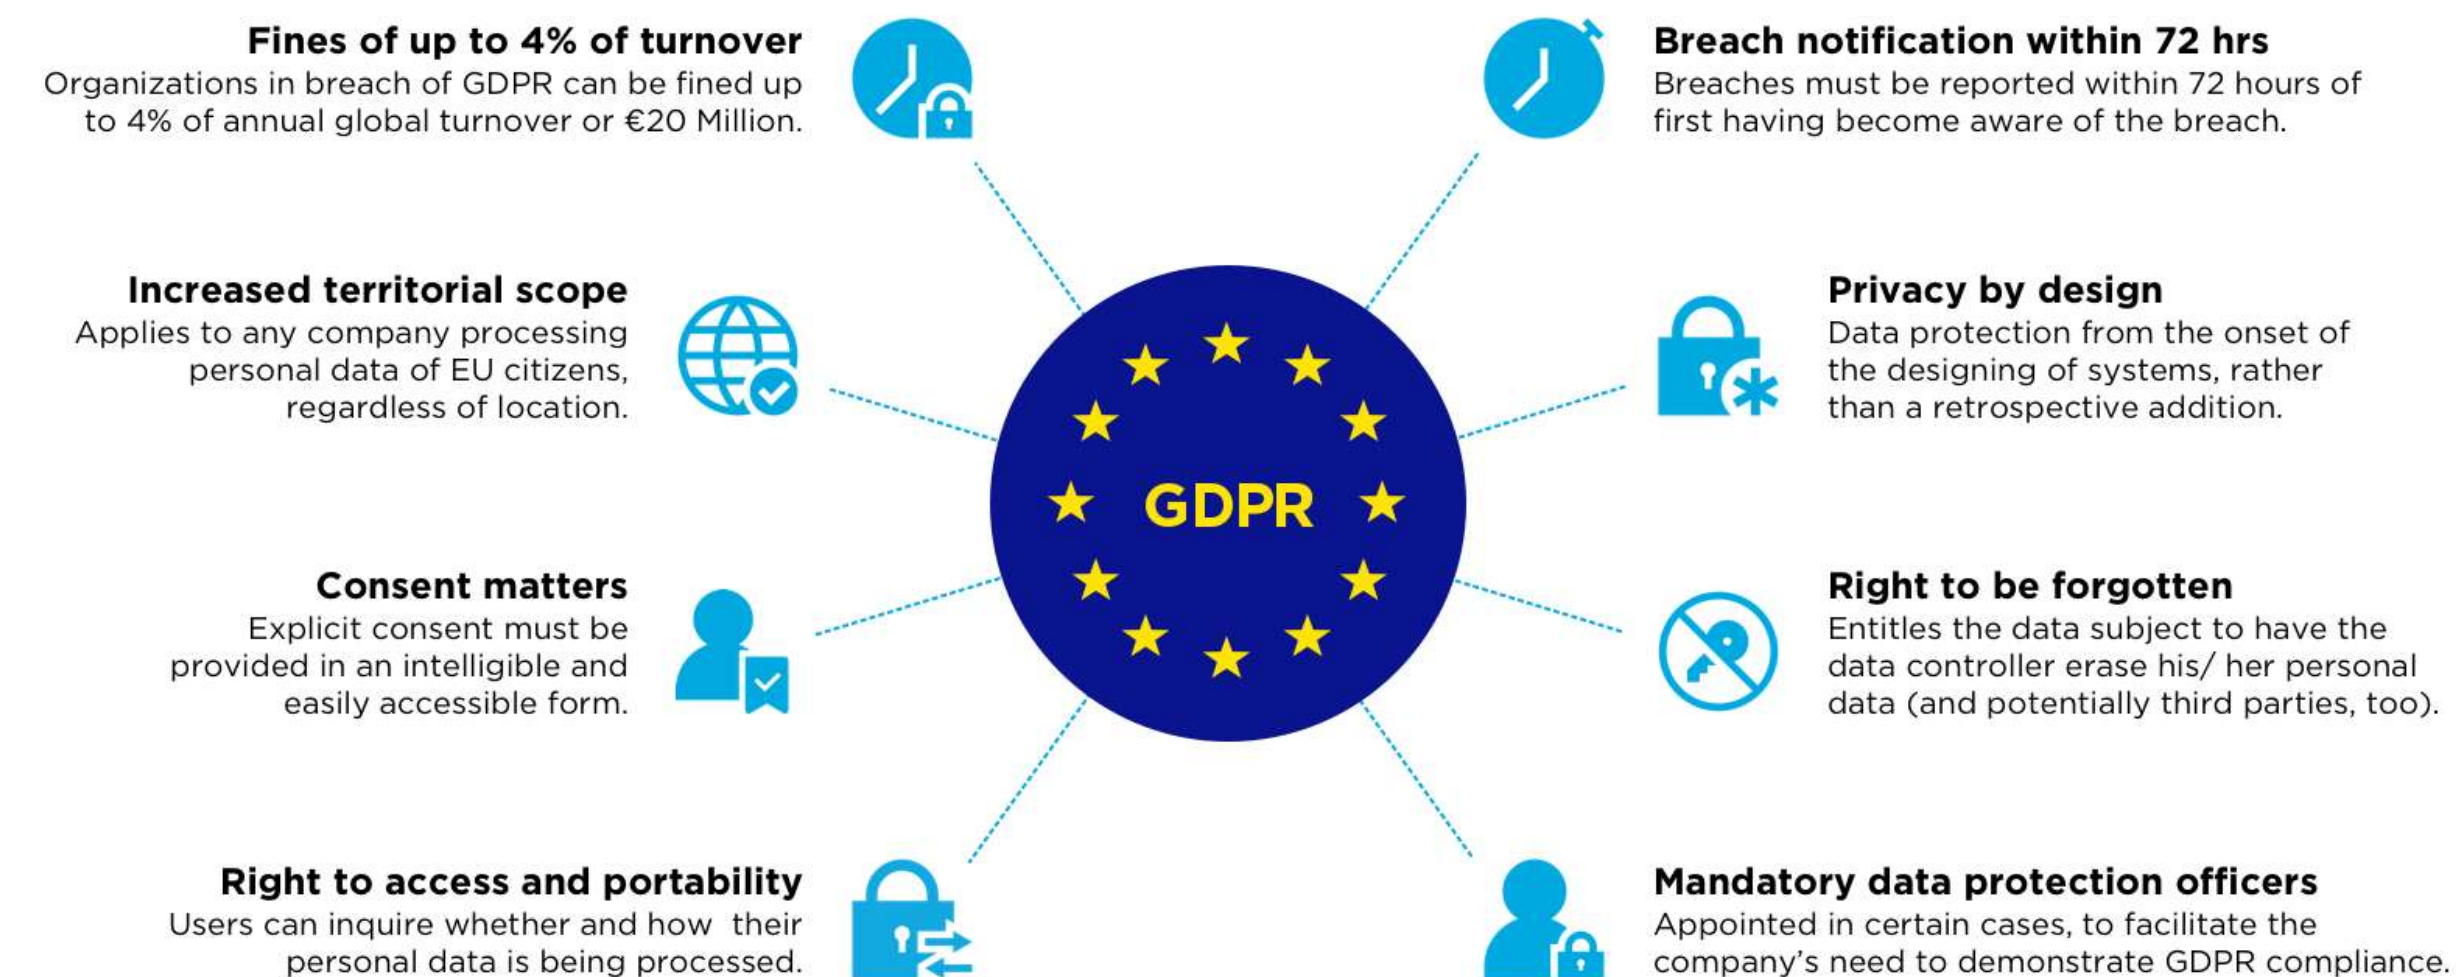 Fines of up to 4% of turnover
Organizations in breach of GDPR can be fined up
to 4% of annual global turnover or €20 Million.
Breach notification within 72 hrs
Breaches must be reported within 72 hours of
first having become aware of the breach.
Increased territorial scope
Applies to any company processing
personal data of EU citizens,
regardless of location.
Privacy by design
Data protection from the onset of
the designing of systems, rather
than a retrospective addition.
GDPR
Consent matters
Explicit consent must be
provided in an intelligible and
easily accessible form.
Right to be forgotten
Entitles the data subject to have the
data controller erase his/ her personal
data (and potentially third parties, too).
Right to access and portability
Users can inquire whether and how their
personal data is being processed.
Mandatory data protection officers
Appointed in certain cases, to facilitate the
company's need to demonstrate GDPR compliance.